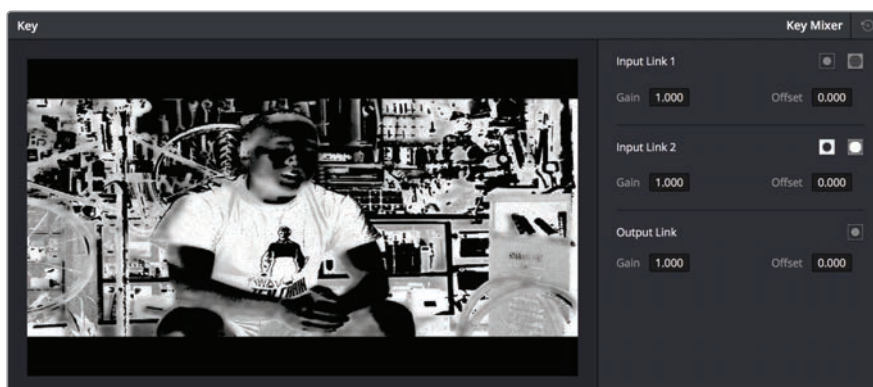 Key
Key Mixer
Input Link 1
Gain 1.000 Offset 0.000
Input Link 2
Gain 1.000 Offset 0.000
Output Link
Gain 1.000 Offset 0.000